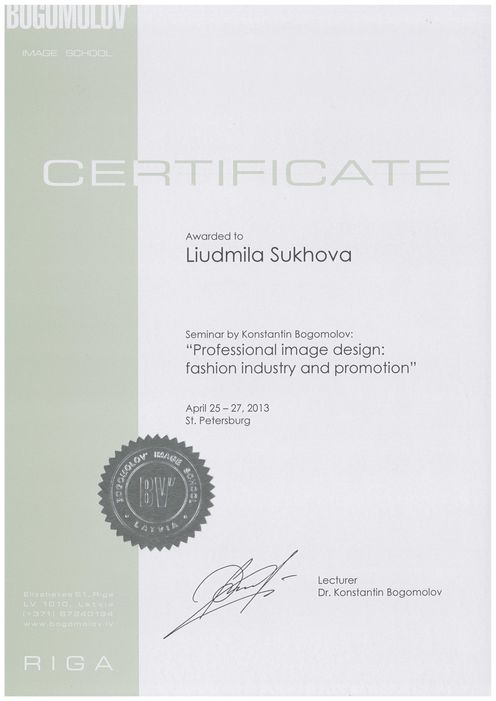 BOGOMOLOV'
IMAGE SCHOOL
CERTIFICATE
Awarded to
Liudmila Sukhova
Seminar by Konstantin Bogomolov:
“Professional image design:
fashion industry and promotion”
April 25 – 27, 2013
St. Petersburg
BOGOMOLOV' IMAGE SCHOOL
BV'
LATVIA
Lecturer
Dr. Konstantin Bogomolov
Elizabetes 51, Riga
LV 1010, Latvia
(+371) 67240194
www.bogomolov.lv
RIGA